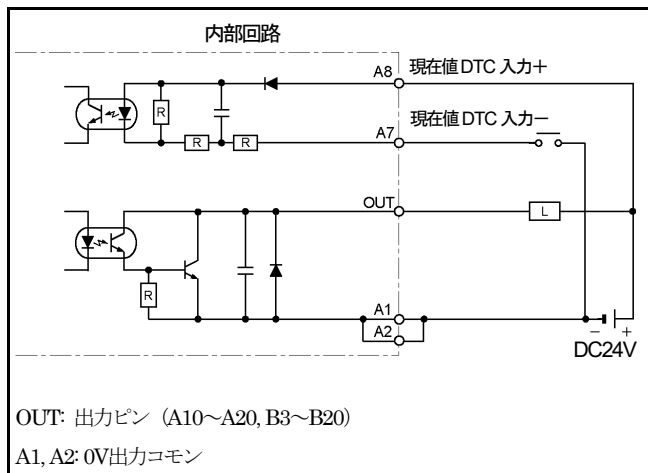 内部回路
A8
現在値DTC 入力＋
R
A7
現在値DTC 入力－
R
R
OUT
L
R
A1
A2
－ ＋
DC24V
OUT: 出力ピン (A10～A20, B3～B20)
A1, A2: 0V出力コモン